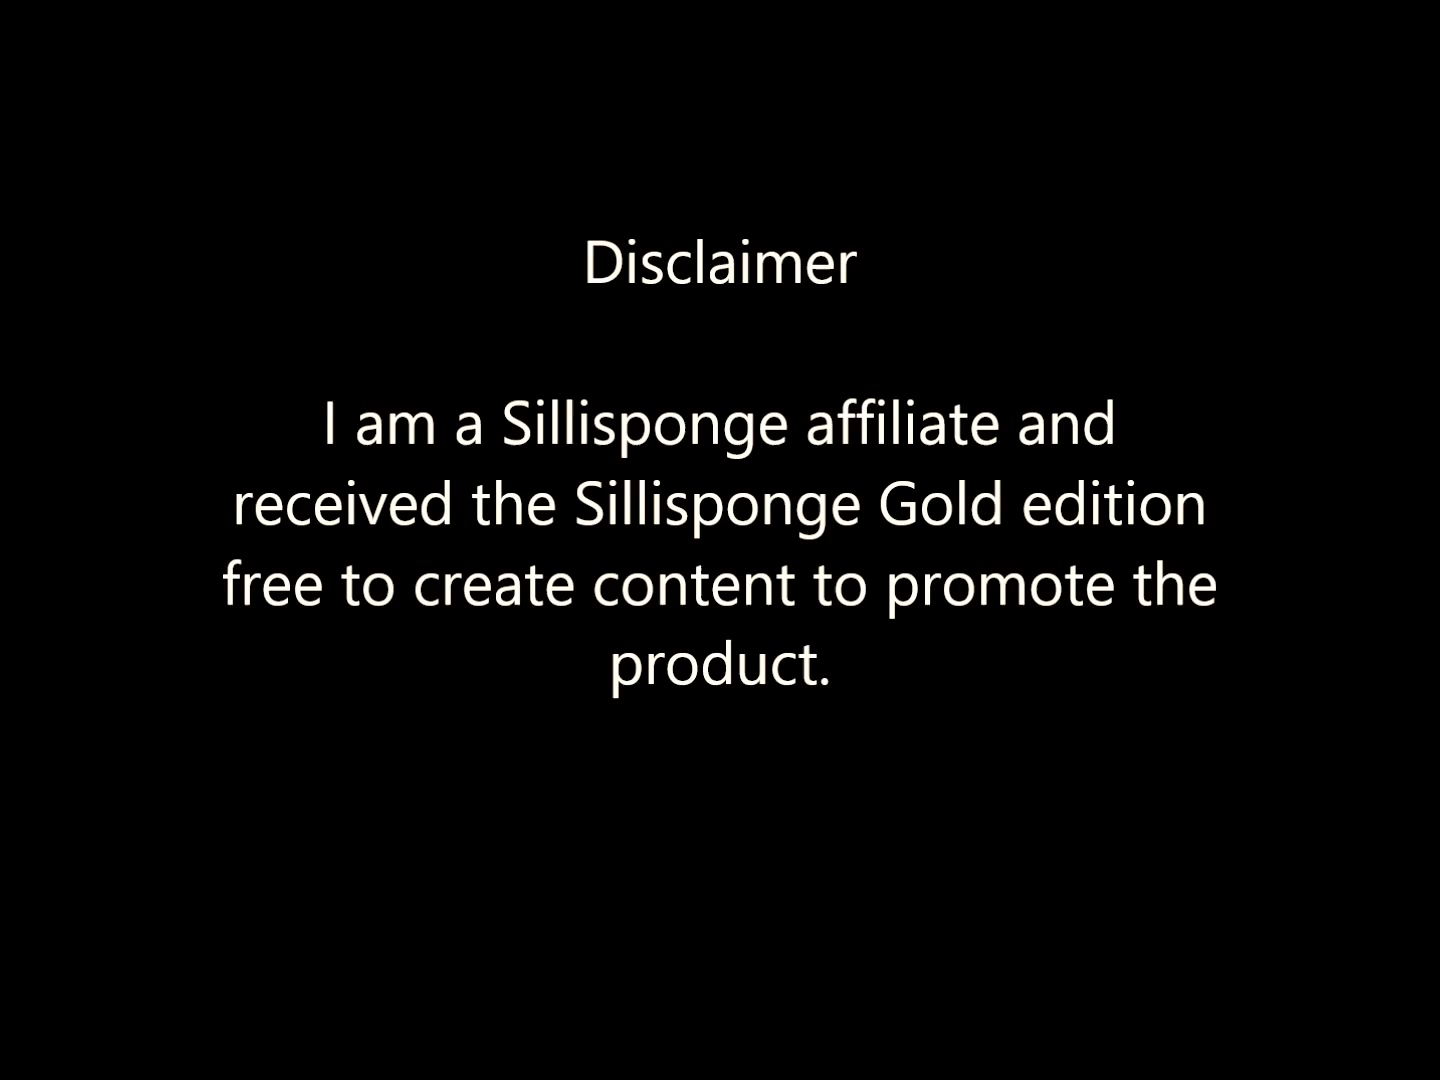 Disclaimer
I am a Sillisponge affiliate and
received the Sillisponge Gold edition
free to create content to promote the
product.